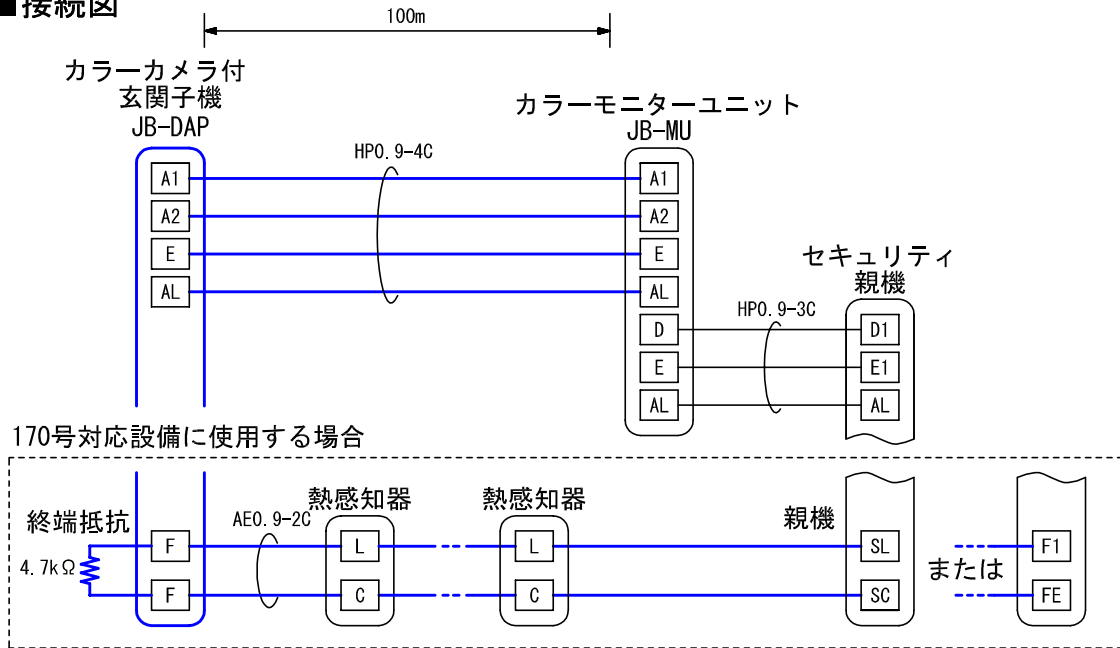 ■接続図
100m
カラーカメラ付
玄関子機
JB-DAP
カラーモニターユニット
JB-MU
HP0.9-4C
A1
A1
A2
A2
E
E
AL
AL
セキュリティ
親機
HP0.9-3C
D
D1
E
E1
AL
AL
170号対応設備に使用する場合
終端抵抗
4.7kΩ
AE0.9-2C
熱感知器
熱感知器
親機
F
L
L
SL
または
F1
F
C
C
SC
FE